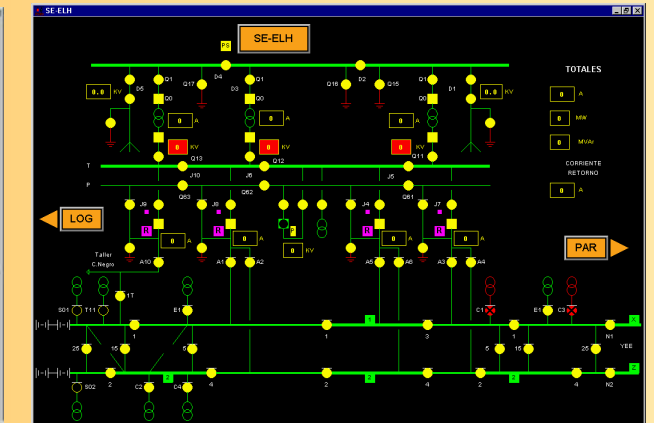 SE-ELH
SE-ELH
PS
D4
D2
TOTALES
D5
Q1
Q17
D3
Q1
Q16
Q15
Q1
D1
0.0 KV
Q0
Q0
Q0
0.0 KV
0 A
0 A
0 A
0 A
0 MW
0 KV
0 KV
0 KV
0 MVAr
Q13
Q12
Q11
CORRIENTE
RETORNO
T
J10
J6
J5
P
Q63
Q62
Q61
0 A
J9
J8
J4
J7
LOG
R
R
P
R
R
0 A
0 A
0 A
0 A
0 KV
PAR
Taller
C.Negro
A10
A1
A2
A5
A6
A3
A4
1T
SO1
T11
E1
C1
E1
C3
1
X
1
1
3
1
N1
25
15
5
5
15
25
YEE
2
2
2
Z
SO2
2
C2
C4
4
2
4
2
4
N2